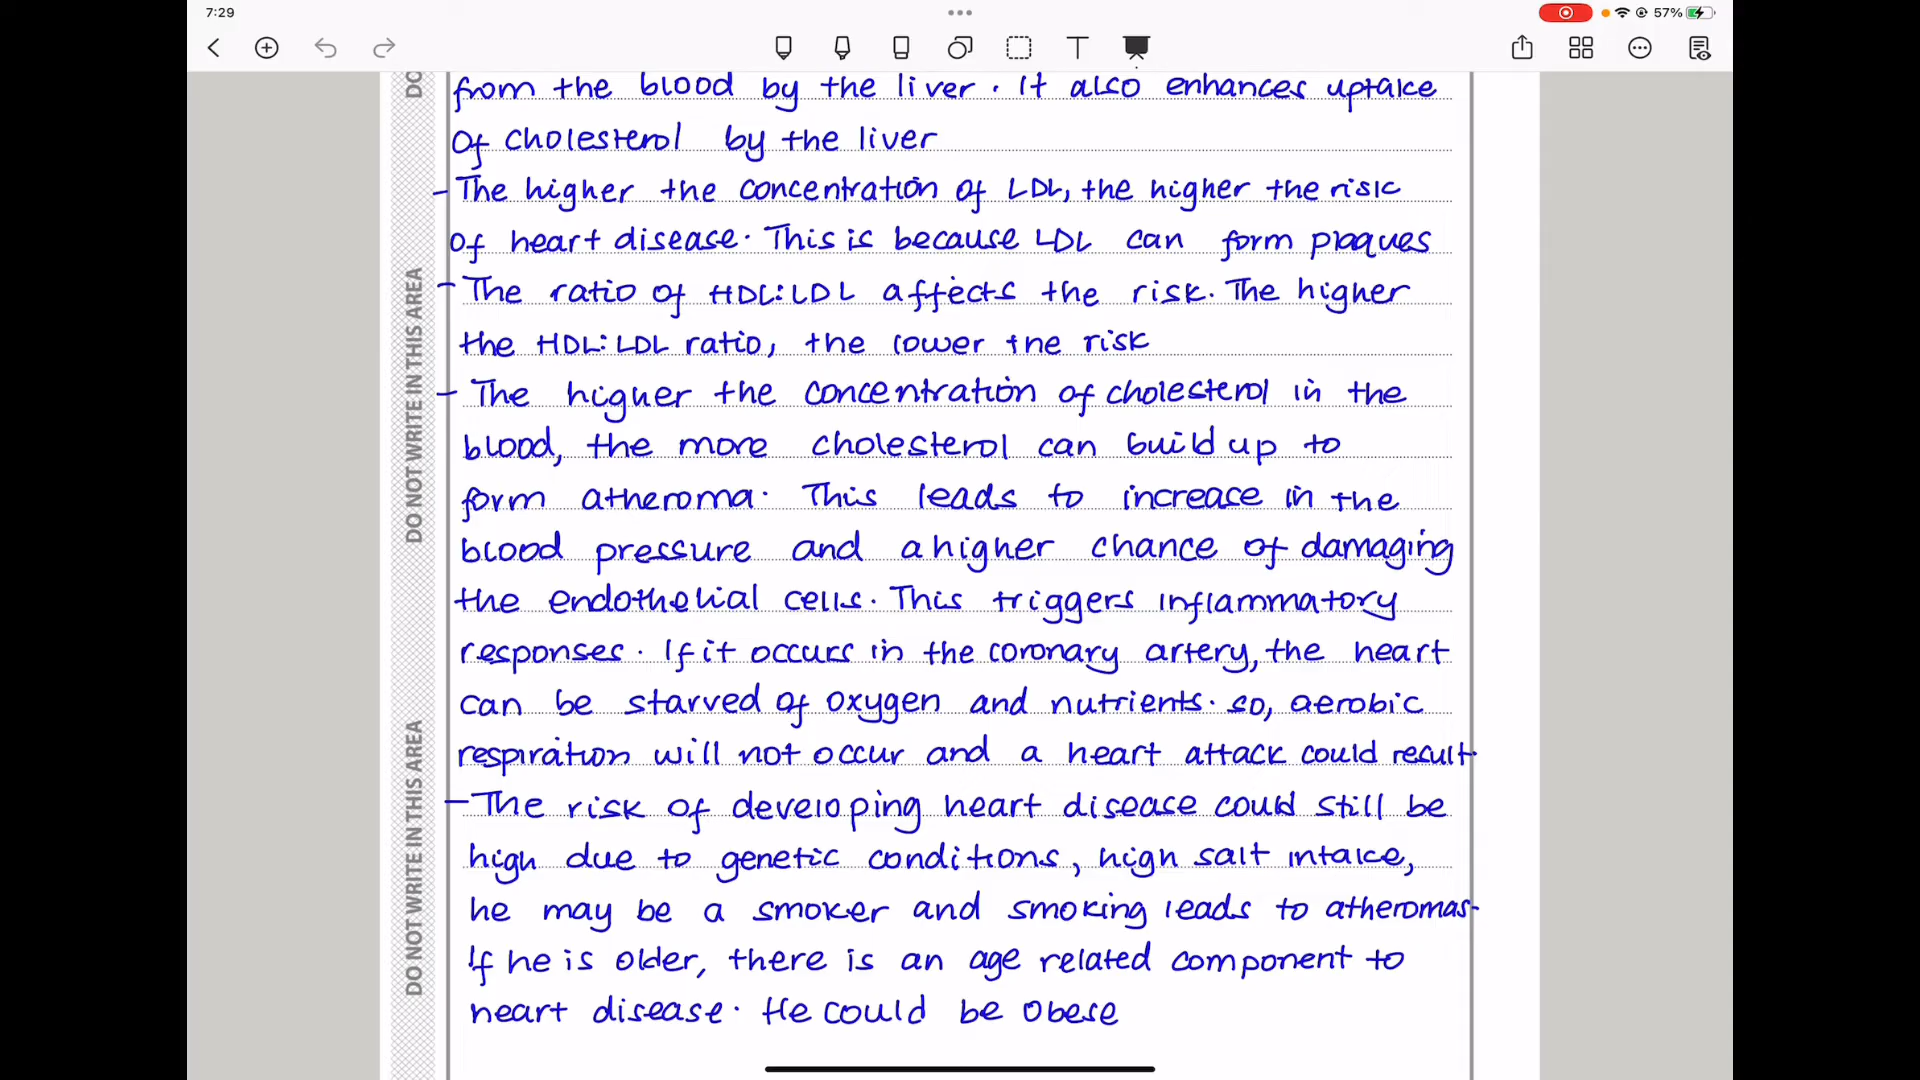 7:29
57%
DO
DO NOT WRITE IN THIS AREA
DO NOT WRITE IN THIS AREA
from the blood by the liver. It also enhances uptake
of cholesterol by the liver
- The higher the concentration of LDL, the higher the risk
of heart disease. This is because LDL can form plaques
- The ratio of HDL:LDL affects the risk. The higher
the HDL:LDL ratio, the lower the risk
- The higher the concentration of cholesterol in the
blood, the more cholesterol can build up to
form atheroma. This leads to increase in the
blood pressure and a higher chance of damaging
the endothelial cells. This triggers inflammatory
responses. If it occurs in the coronary artery, the heart
can be starved of oxygen and nutrients. so, aerobic
respiration will not occur and a heart attack could result.
- The risk of developing heart disease could still be
high due to genetic conditions, high salt intake,
he may be a smoker and smoking leads to atheromas.
If he is older, there is an age related component to
heart disease. He could be obese